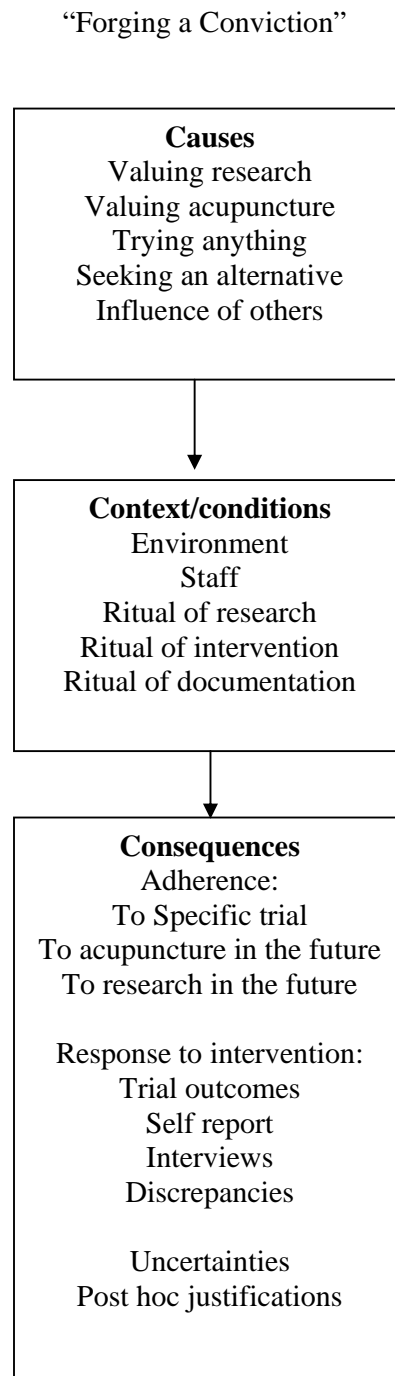 “Forging a Conviction”
Causes
Valuing research
Valuing acupuncture
Trying anything
Seeking an alternative
Influence of others
Context/conditions
Environment
Staff
Ritual of research
Ritual of intervention
Ritual of documentation
Consequences
Adherence:
To Specific trial
To acupuncture in the future
To research in the future
Response to intervention:
Trial outcomes
Self report
Interviews
Discrepancies
Uncertainties
Post hoc justifications